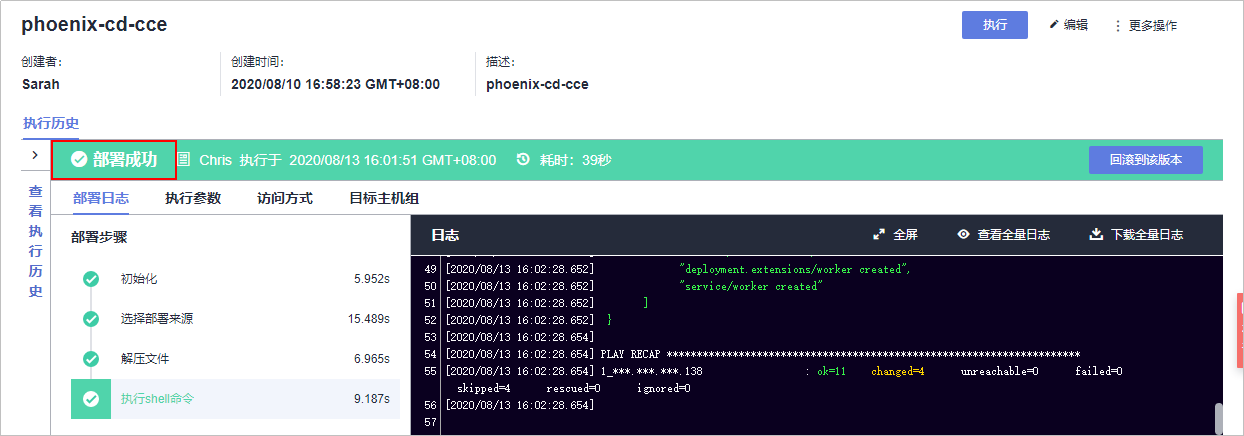 phoenix-cd-cce
执行
编辑
更多操作
创建者:
创建时间:
描述:
Sarah
2020/08/10 16:58:23 GMT+08:00
phoenix-cd-cce
执行历史
部署成功
Chris 执行于 2020/08/13 16:01:51 GMT+08:00
耗时: 39秒
回滚到该版本
查看执行历史
部署日志
执行参数
访问方式
目标主机组
部署步骤
初始化 5.952s
选择部署来源 15.489s
解压文件 6.965s
执行shell命令 9.187s
日志
全屏
查看全量日志
下载全量日志
49 [2020/08/13 16:02:28.652] "deployment.extensions/worker created",
50 [2020/08/13 16:02:28.652] "service/worker created"
51 [2020/08/13 16:02:28.652] ]
52 [2020/08/13 16:02:28.652] }
53 [2020/08/13 16:02:28.654]
54 [2020/08/13 16:02:28.654] PLAY RECAP *********************************************************************
55 [2020/08/13 16:02:28.654] 1_***.***.***.138 : ok=11 changed=4 unreachable=0 failed=0
skipped=4 rescued=0 ignored=0
56 [2020/08/13 16:02:28.654]
57